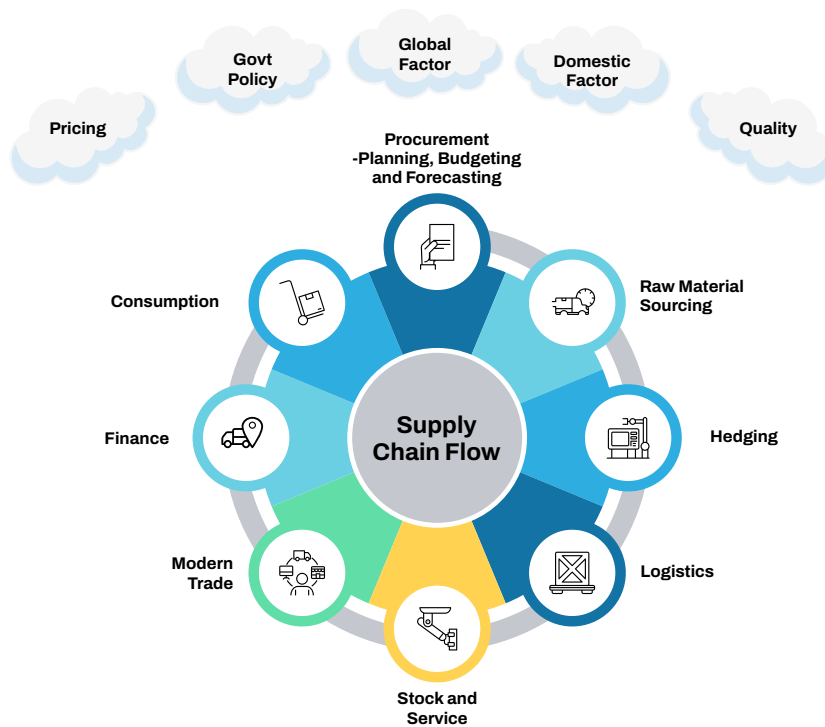 Pricing
Govt
Policy
Global
Factor
Domestic
Factor
Quality
Procurement
-Planning, Budgeting
and Forecasting
Raw Material
Sourcing
Hedging
Logistics
Stock and
Service
Modern
Trade
Finance
Consumption
Supply
Chain Flow